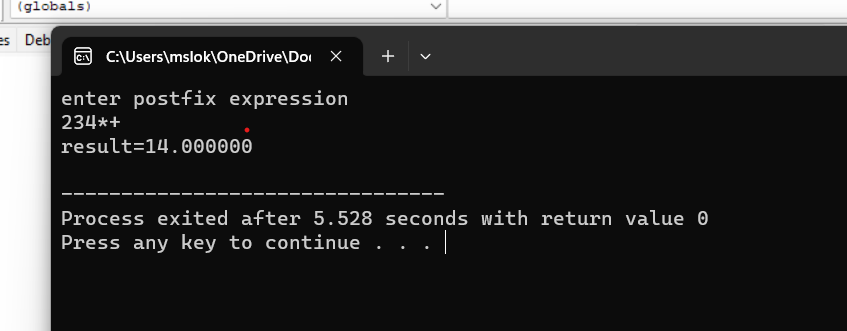 (globals)
es Deb
C:\Users\mslok\OneDrive\Doc
enter postfix expression
234*+
result=14.000000
--------------------------------
Process exited after 5.528 seconds with return value 0
Press any key to continue . . .